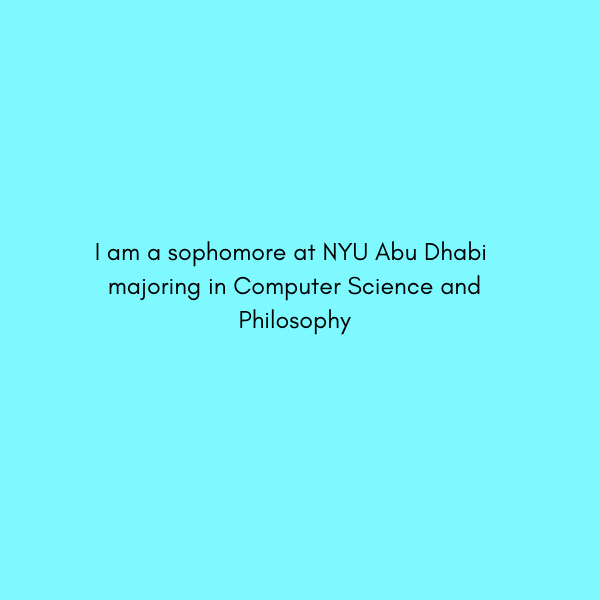 I am a sophomore at NYU Abu Dhabi
majoring in Computer Science and
Philosophy